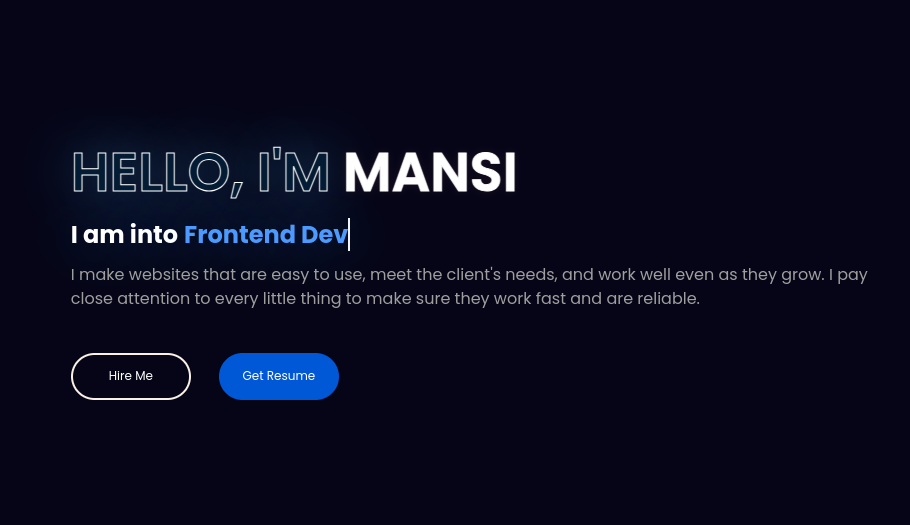 HELLO, I'M MANSI
I am into Frontend Dev
I make websites that are easy to use, meet the client's needs, and work well even as they grow. I pay
close attention to every little thing to make sure they work fast and are reliable.
Hire Me Get Resume